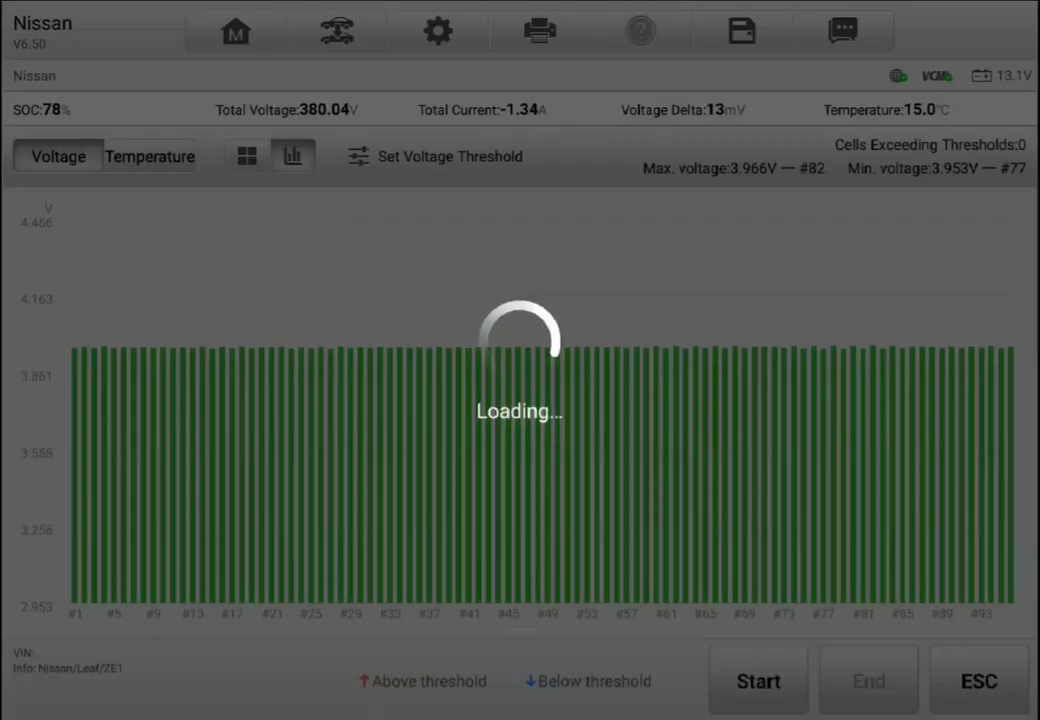 Nissan
V6.50
M
?
Nissan
VCMI
13.1V
SOC:78%
Total Voltage:380.04V
Total Current:-1.34A
Voltage Delta:13mV
Temperature:15.0°C
Voltage
Temperature
Set Voltage Threshold
Cells Exceeding Thresholds:0
Max. voltage:3.966V — #82
Min. voltage:3.953V — #77
V
4.466
4.163
3.861
3.558
3.256
2.953
Loading...
#1 #5 #9 #13 #17 #21 #25 #29 #33 #37 #41 #45 #49 #53 #57 #61 #65 #69 #73 #77 #81 #85 #89 #93
VIN:
Info: Nissan/Leaf/ZE1
↑Above threshold
↓Below threshold
Start
End
ESC